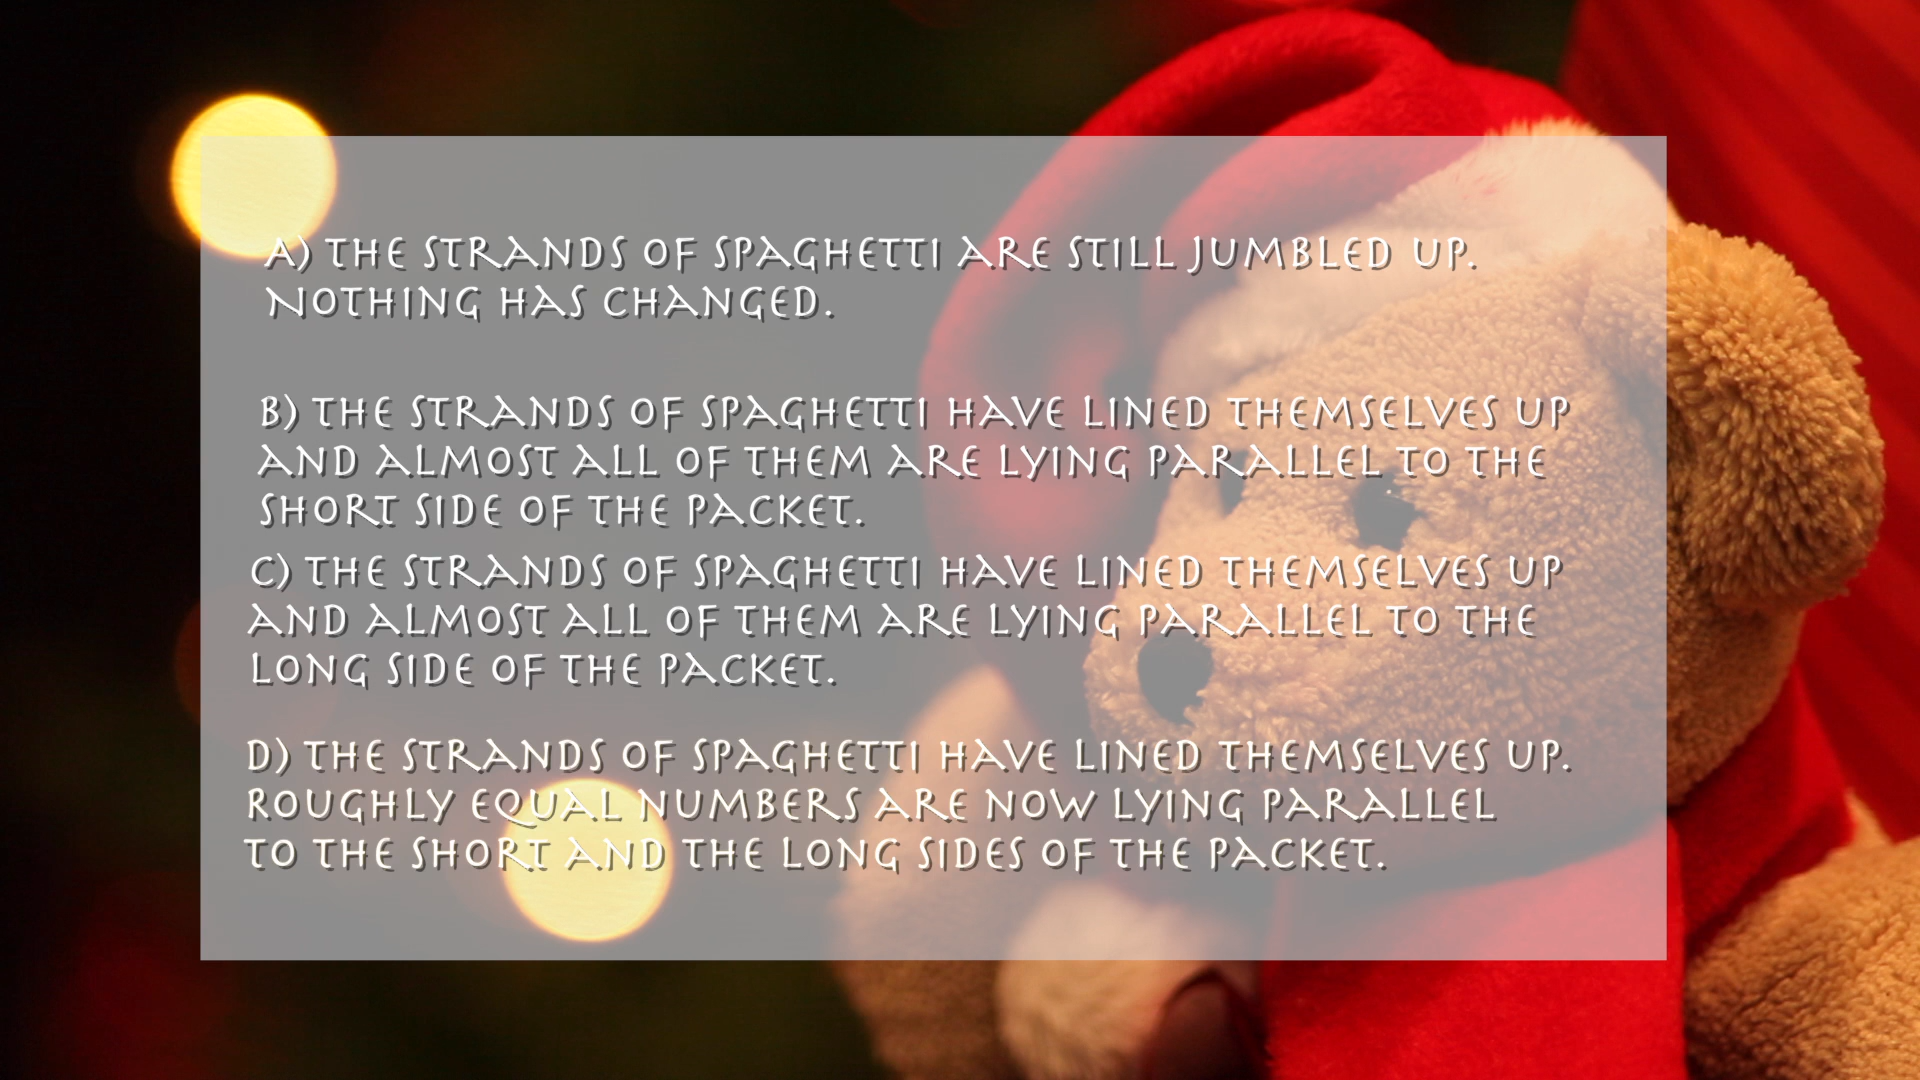 A) The strands of spaghetti are still jumbled up.
Nothing has changed.
B) The strands of spaghetti have lined themselves up
and almost all of them are lying parallel to the
short side of the packet.
C) The strands of spaghetti have lined themselves up
and almost all of them are lying parallel to the
long side of the packet.
D) The strands of spaghetti have lined themselves up.
Roughly equal numbers are now lying parallel
to the short and the long sides of the packet.